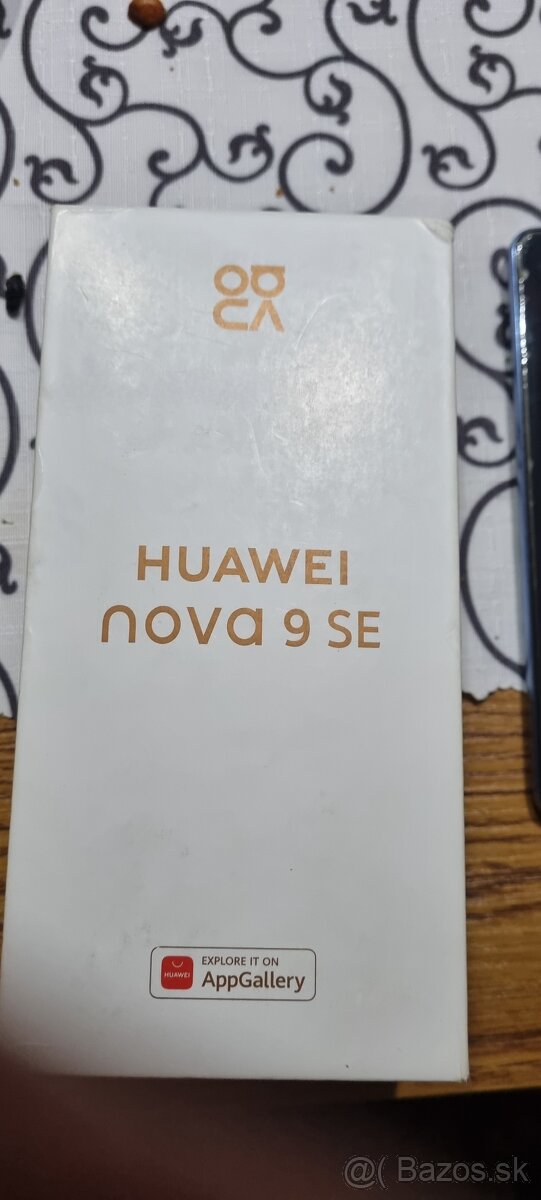 HUAWEI
nova 9 SE
HUAWEI
EXPLORE IT ON
AppGallery
@( Bazos.sk